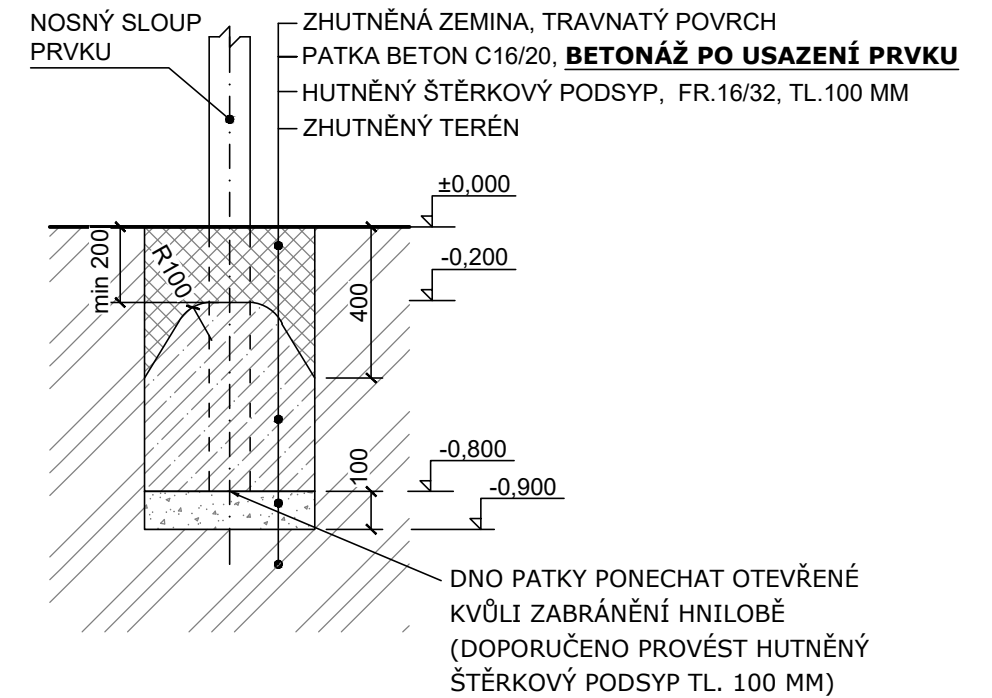 NOSNÝ SLOUP
PRVKU
ZHUTNĚNÁ ZEMINA, TRAVNATÝ POVRCH
PATKA BETON C16/20, BETONÁŽ PO USAZENÍ PRVKU
HUTNĚNÝ ŠTĚRKOVÝ PODSYP, FR.16/32, TL.100 MM
ZHUTNĚNÝ TERÉN
±0,000
-0,200
min 200
R100
400
-0,800
100
-0,900
DNO PATKY PONECHAT OTEVŘENÉ
KVŮLI ZABRÁNĚNÍ HNILOBĚ
(DOPORUČENO PROVÉST HUTNĚNÝ
ŠTĚRKOVÝ PODSYP TL. 100 MM)